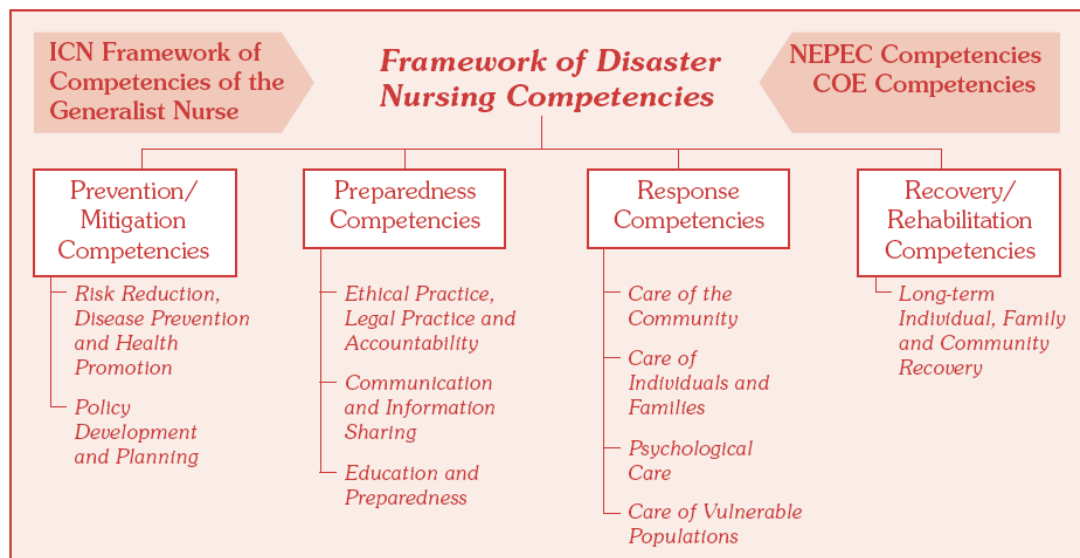 ICN Framework of
Competencies of the
Generalist Nurse
Framework of Disaster
Nursing Competencies
NEPEC Competencies
COE Competencies
Prevention/
Mitigation
Competencies
Risk Reduction,
Disease Prevention
and Health
Promotion
Policy
Development
and Planning
Preparedness
Competencies
Ethical Practice,
Legal Practice and
Accountability
Communication
and Information
Sharing
Education and
Preparedness
Response
Competencies
Care of the
Community
Care of
Individuals and
Families
Psychological
Care
Care of Vulnerable
Populations
Recovery/
Rehabilitation
Competencies
Long-term
Individual, Family
and Community
Recovery